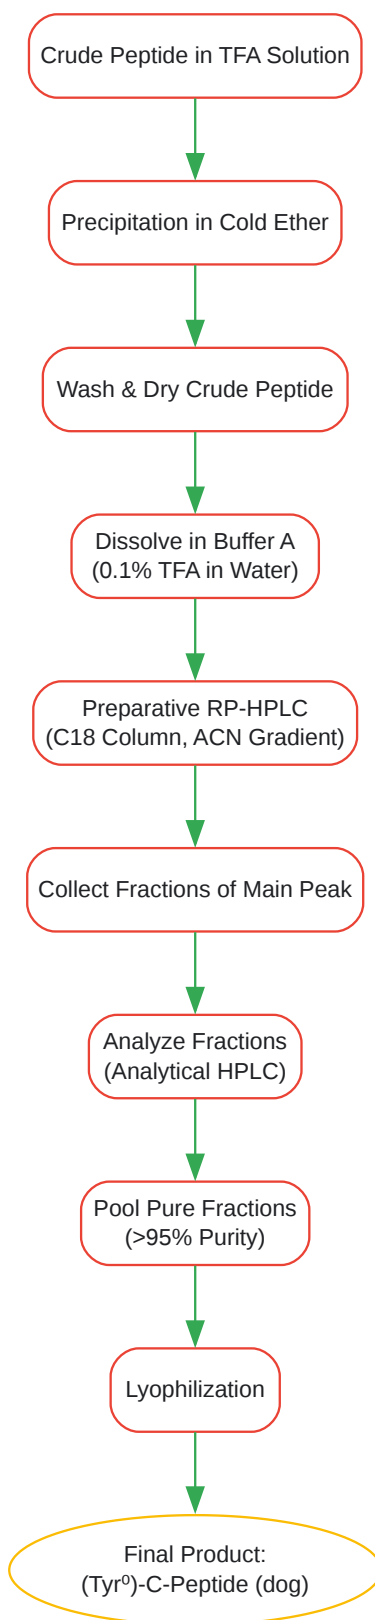 Crude Peptide in TFA Solution
Precipitation in Cold Ether
Wash & Dry Crude Peptide
Dissolve in Buffer A
(0.1% TFA in Water)
Preparative RP-HPLC
(C18 Column, ACN Gradient)
Collect Fractions of Main Peak
Analyze Fractions
(Analytical HPLC)
Pool Pure Fractions
(>95% Purity)
Lyophilization
Final Product:
(Tyr⁰)-C-Peptide (dog)